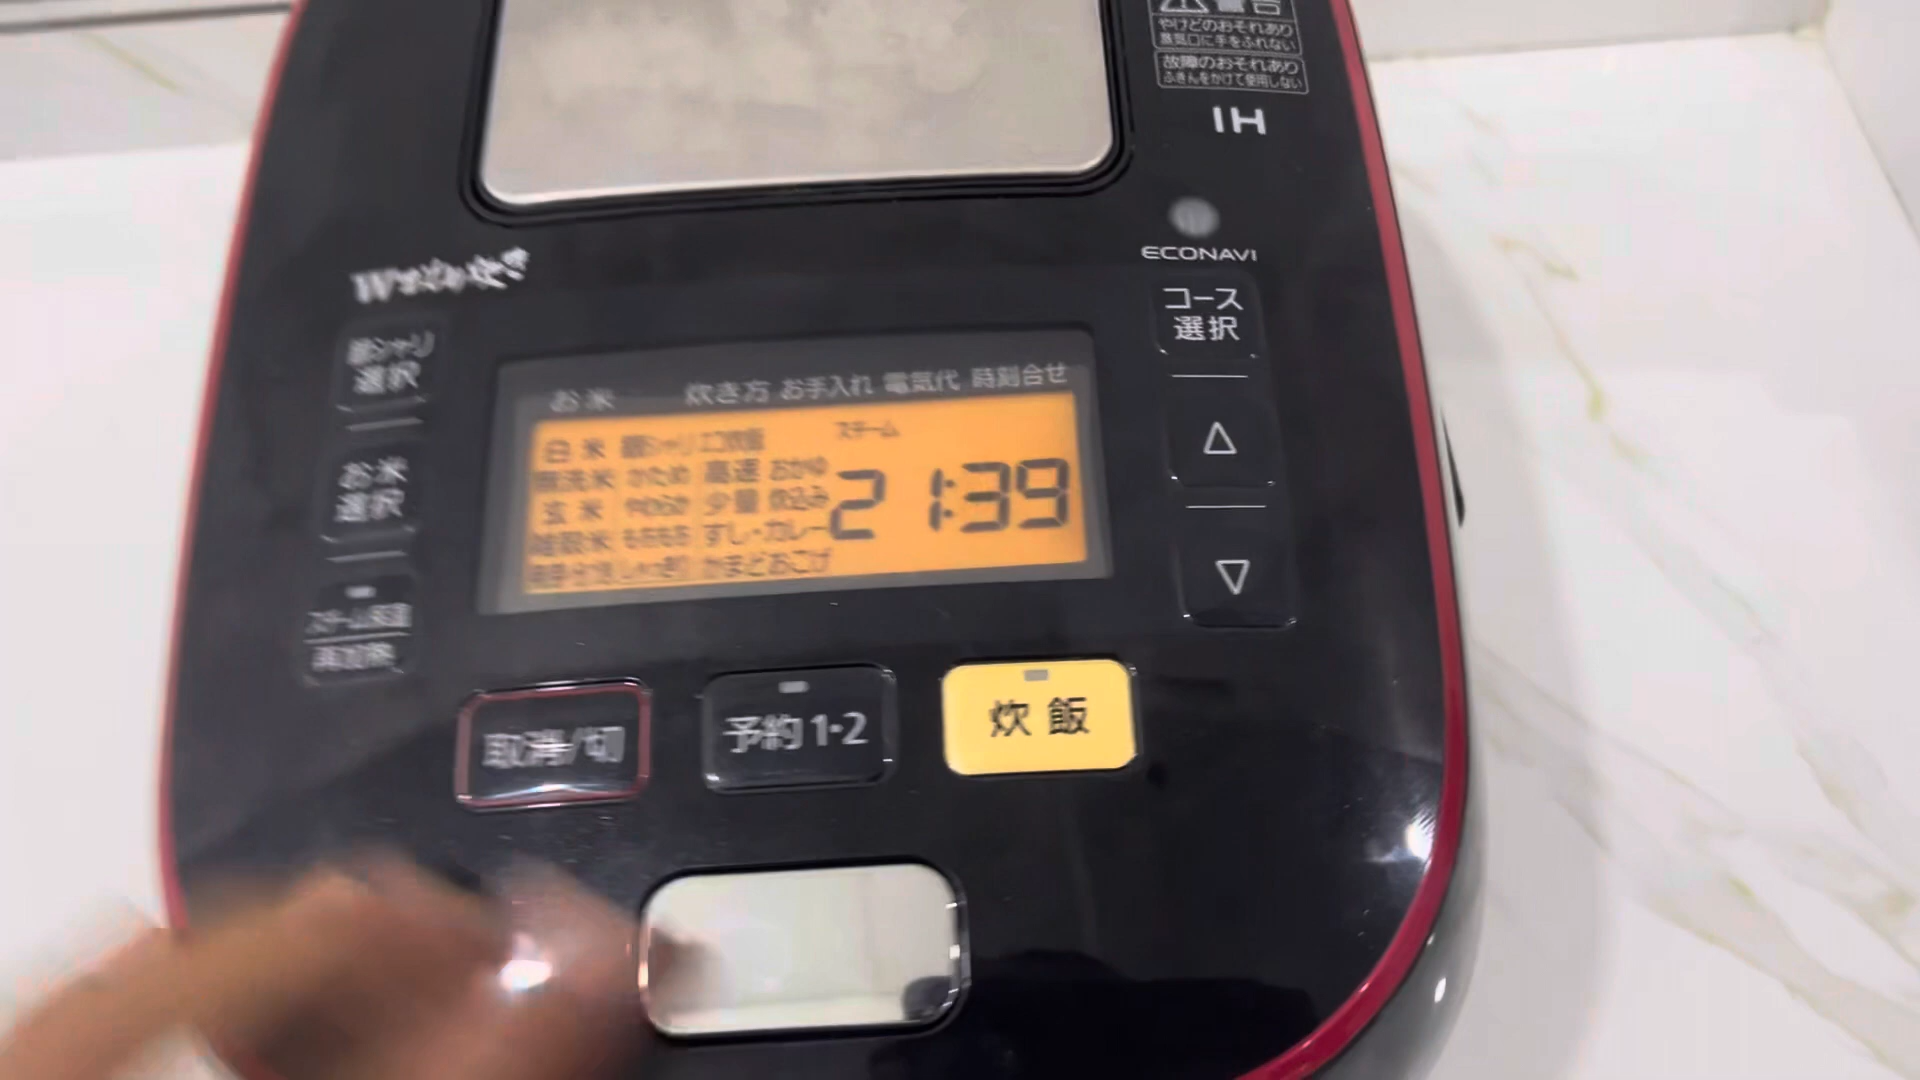 警告
やけどのおそれあり
蒸気口に手をふれない
故障のおそれあり
ふきんをかけて使用しない
IH
ECONAVI
Wおどり炊き
コース
選択
銀シャリ
選択
お米
選択
スチーム保温
再加熱
お米 炊き方 お手入れ 電気代 時刻合せ
白米 銀シャリ エコ炊飯 スチーム
無洗米 かため 高速 おかゆ
玄米 やわらか 少量 炊込み
雑穀米 もちもち すし・カレー
しゃっきり かまどおこげ
21:39
△
▽
取消/切
予約1・2
炊飯